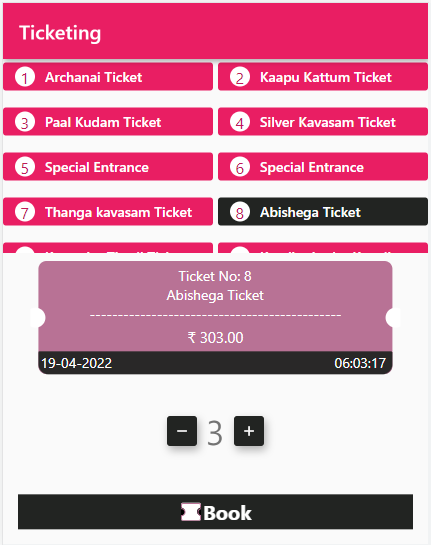 Ticketing
1 Archanai Ticket
2 Kaapu Kattum Ticket
3 Paal Kudam Ticket
4 Silver Kavasam Ticket
5 Special Entrance
6 Special Entrance
7 Thanga kavasam Ticket
8 Abishega Ticket
Ticket No: 8
Abishega Ticket
---------------------------------------------
₹ 303.00
19-04-2022 06:03:17
− 3 +
Book